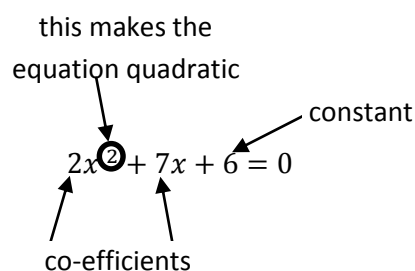 this makes the
equation quadratic
constant
2x² + 7x + 6 = 0
co-efficients